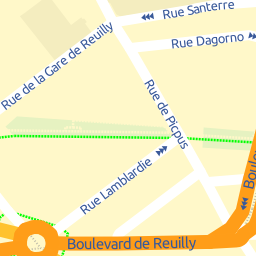 Rue Santerre
Rue Dagorno
Rue de la Gare de Reuilly
Rue de Picpus
Rue Lamblardie
Boulevard de Reuilly